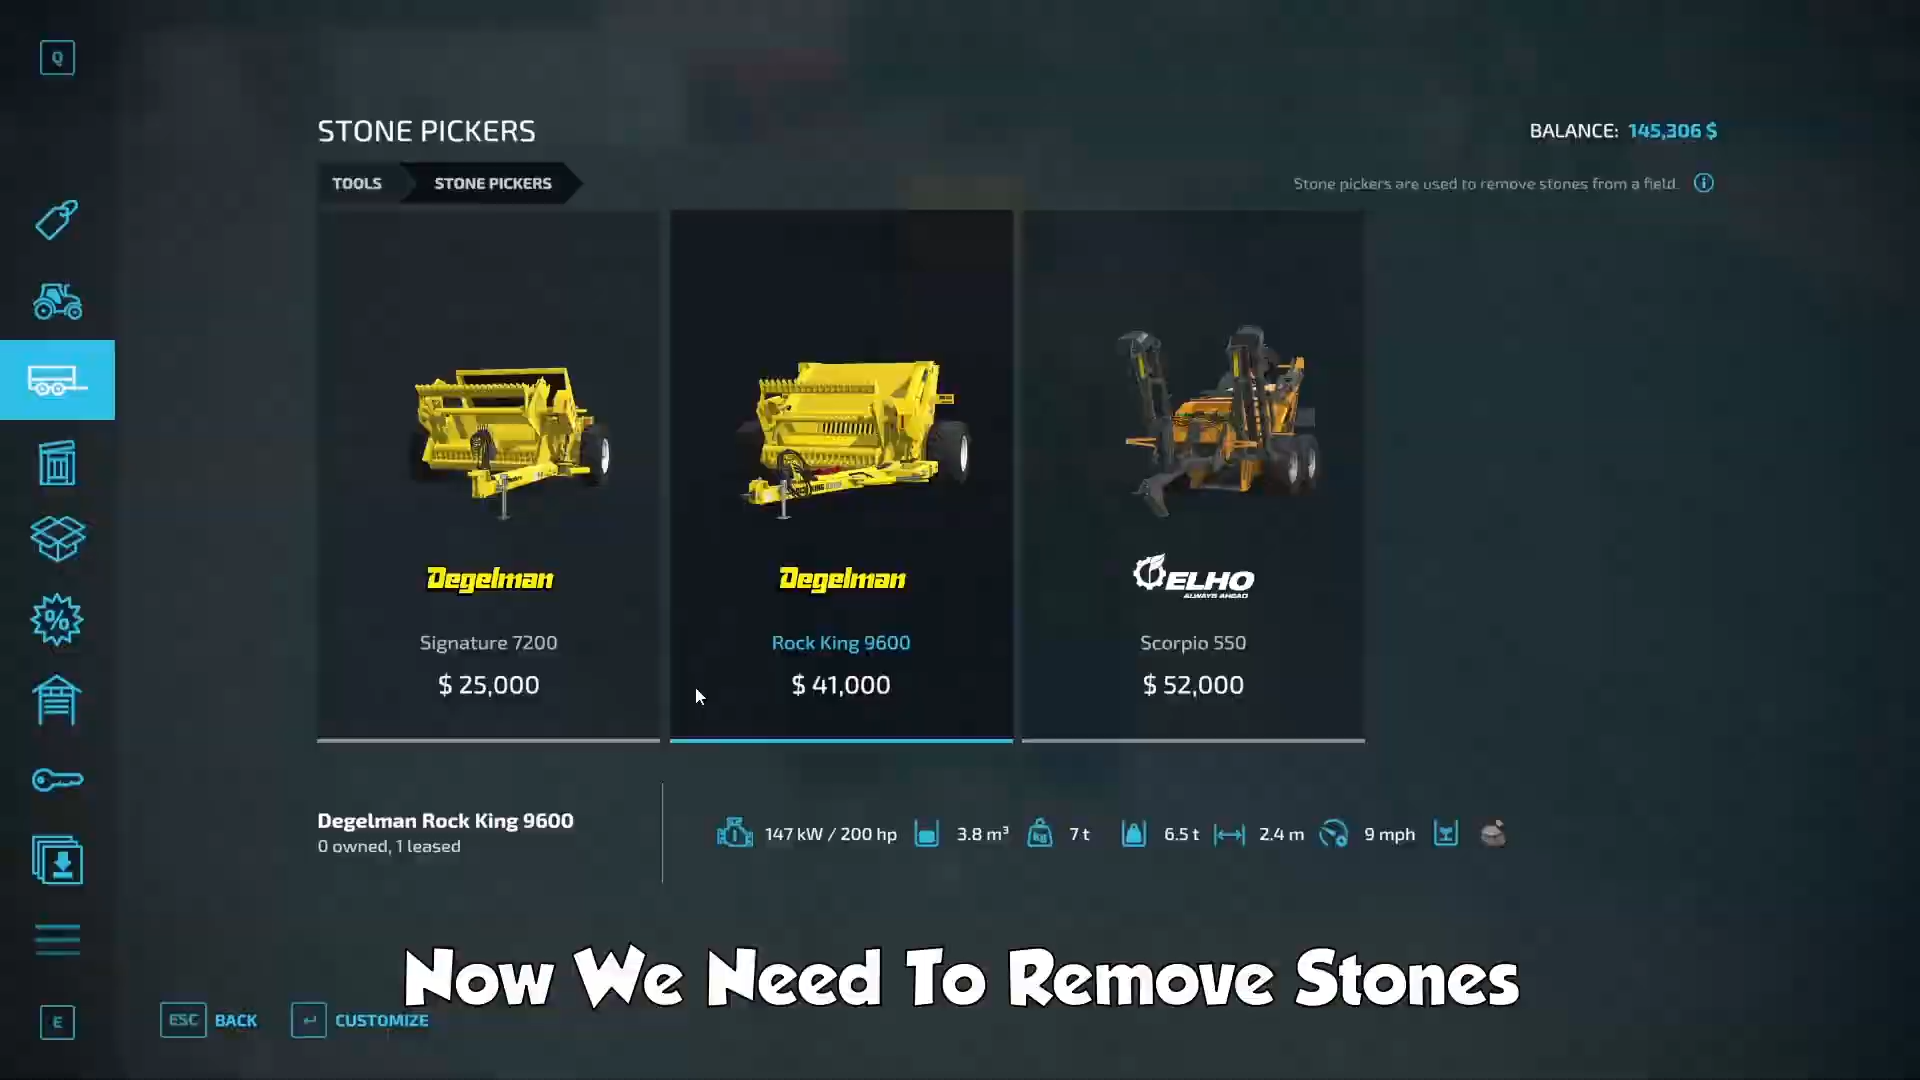 Q
STONE PICKERS
BALANCE: 145,306 $
TOOLS
STONE PICKERS
Stone pickers are used to remove stones from a field.
Degelman
Signature 7200
$ 25,000
Degelman
Rock King 9600
$ 41,000
ELHO
ALWAYS AHEAD
Scorpio 550
$ 52,000
Degelman Rock King 9600
0 owned, 1 leased
147 kW / 200 hp
kg
3.8 m³
7 t
6.5 t
2.4 m
9 mph
Now We Need To Remove Stones
E
ESC BACK
CUSTOMIZE